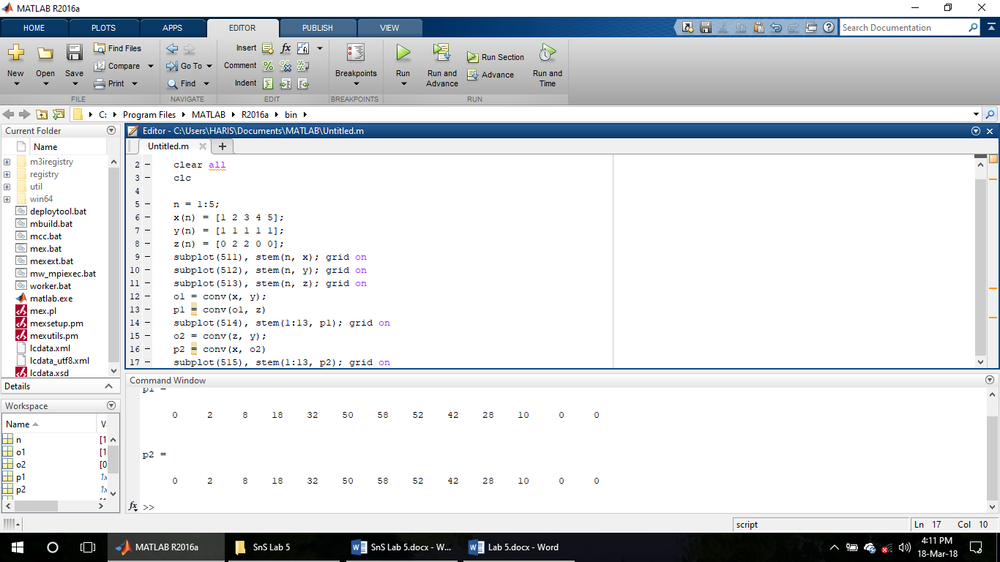 MATLAB R2016a
HOME PLOTS APPS EDITOR PUBLISH VIEW
Search Documentation
New Open Save
Find Files
Compare
Print
Go To
Find
Insert fx
Comment
Indent
Breakpoints
Run
Run and Advance
Run Section
Advance
Run and Time
FILE NAVIGATE EDIT BREAKPOINTS RUN
C: Program Files MATLAB R2016a bin
Current Folder
Name
m3iregistry
registry
util
win64
deploytool.bat
mbuild.bat
mcc.bat
mex.bat
mexext.bat
mw_mpiexec.bat
worker.bat
matlab.exe
mex.pl
mexsetup.pm
mexutils.pm
lcdata.xml
lcdata_utf8.xml
lcdata.xsd
Details
Workspace
Name V
n [1
o1 [1
o2 [0
p1 1x
p2 1x
Editor - C:\Users\HARIS\Documents\MATLAB\Untitled.m
Untitled.m
2 – clear all
3 – clc
4
5 – n = 1:5;
6 – x(n) = [1 2 3 4 5];
7 – y(n) = [1 1 1 1 1];
8 – z(n) = [0 2 2 0 0];
9 – subplot(511), stem(n, x); grid on
10 – subplot(512), stem(n, y); grid on
11 – subplot(513), stem(n, z); grid on
12 – o1 = conv(x, y);
13 – p1 = conv(o1, z)
14 – subplot(514), stem(1:13, p1); grid on
15 – o2 = conv(z, y);
16 – p2 = conv(x, o2)
17 – subplot(515), stem(1:13, p2); grid on
Command Window
p1 =
0 2 8 18 32 50 58 52 42 28 10 0 0
p2 =
0 2 8 18 32 50 58 52 42 28 10 0 0
fx >>
script Ln 17 Col 10
MATLAB R2016a SnS Lab 5 SnS Lab 5.docx - W... Lab 5.docx - Word
4:11 PM
18-Mar-18